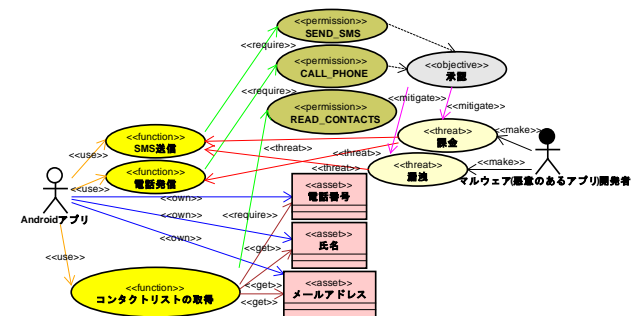 <<permission>>
SEND_SMS
<<require>>
<<permission>>
CALL_PHONE
<<objective>>
承認
<<require>>
<<mitigate>>
<<mitigate>>
<<permission>>
READ_CONTACTS
<<function>>
SMS送信
<<threat>>
課金
<<make>>
<<use>>
<<threat>>
<<threat>>
<<function>>
電話発信
<<threat>>
<<threat>>
漏洩
<<make>>
マルウェア(悪意のあるアプリ)開発者
<<use>>
<<asset>>
電話番号
<<own>>
Androidアプリ
<<own>>
<<require>>
<<own>>
<<asset>>
氏名
<<use>>
<<get>>
<<function>>
コンタクトリストの取得
<<get>>
<<get>>
<<asset>>
メールアドレス